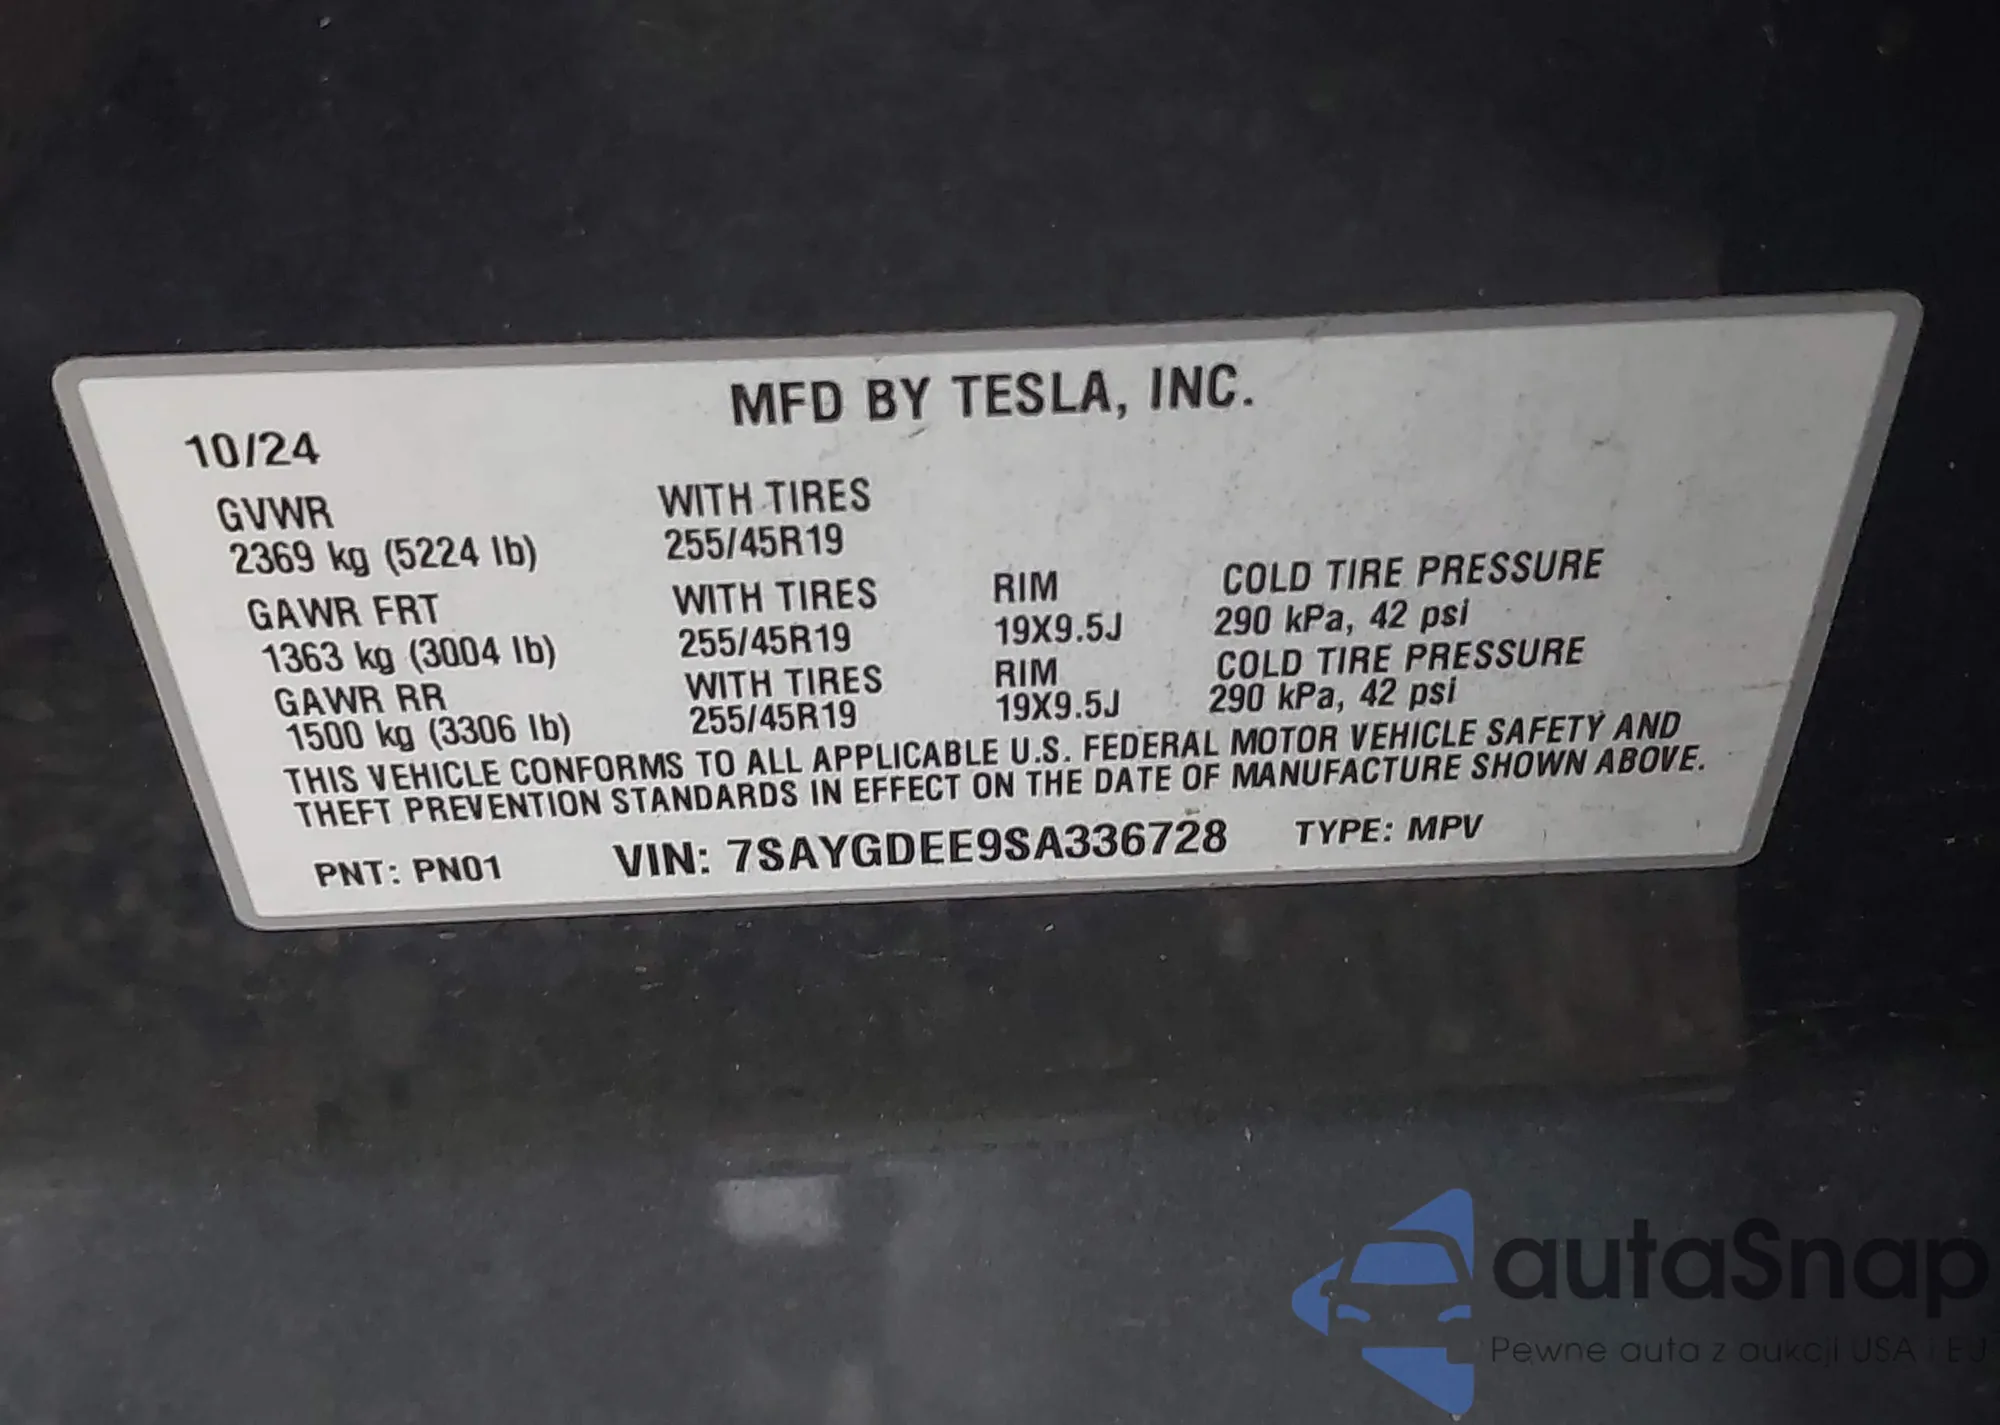 MFD BY TESLA, INC.
10/24
GVWR WITH TIRES
2369 kg (5224 lb) 255/45R19
GAWR FRT WITH TIRES RIM COLD TIRE PRESSURE
1363 kg (3004 lb) 255/45R19 19X9.5J 290 kPa, 42 psi
GAWR RR WITH TIRES RIM COLD TIRE PRESSURE
1500 kg (3306 lb) 255/45R19 19X9.5J 290 kPa, 42 psi
THIS VEHICLE CONFORMS TO ALL APPLICABLE U.S. FEDERAL MOTOR VEHICLE SAFETY AND
THEFT PREVENTION STANDARDS IN EFFECT ON THE DATE OF MANUFACTURE SHOWN ABOVE.
PNT: PN01 VIN: 7SAYGDEE9SA336728 TYPE: MPV
autaSnap
Pewne auta z aukcji USA i EU